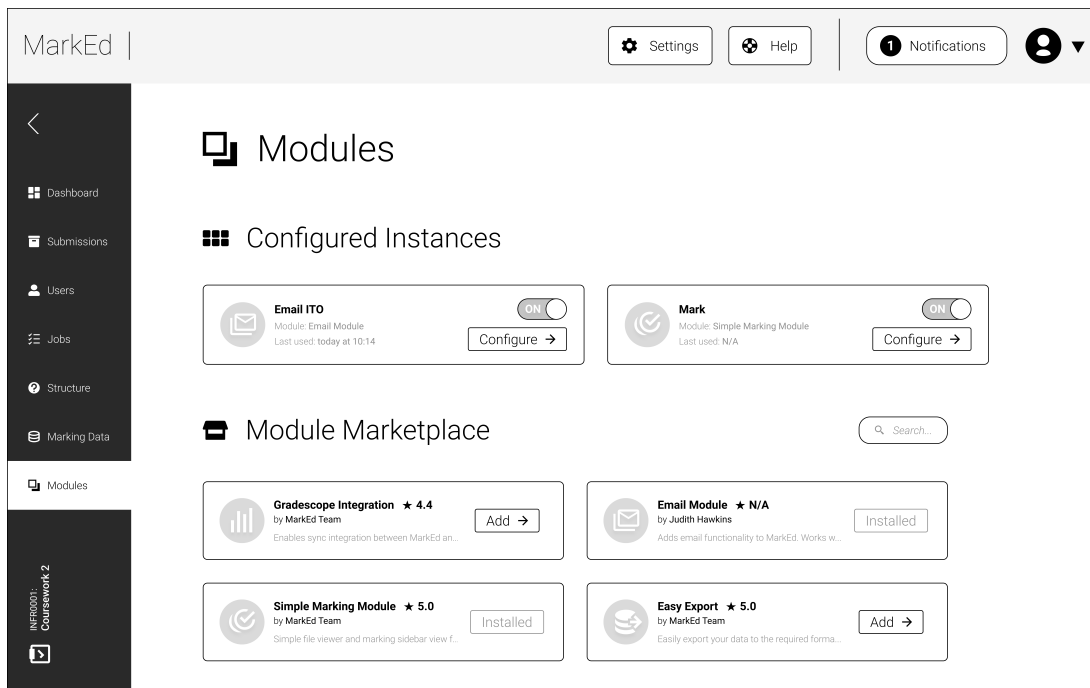 MarkEd
Settings
Help
1 Notifications
Dashboard
Submissions
Users
Jobs
Structure
Marking Data
Modules
INFR0001:
Coursework 2
Modules
Configured Instances
Email ITO
ON
Module: Email Module
Last used: today at 10:14
Configure →
Mark
ON
Module: Simple Marking Module
Last used: N/A
Configure →
Module Marketplace
Search...
Gradescope Integration ★ 4.4
by MarkEd Team
Enables sync integration between MarkEd an...
Add →
Email Module ★ N/A
by Judith Hawkins
Adds email functionality to MarkEd. Works w...
Installed
Simple Marking Module ★ 5.0
by MarkEd Team
Simple file viewer and marking sidebar view f...
Installed
Easy Export ★ 5.0
by MarkEd Team
Easily export your data to the required forma...
Add →